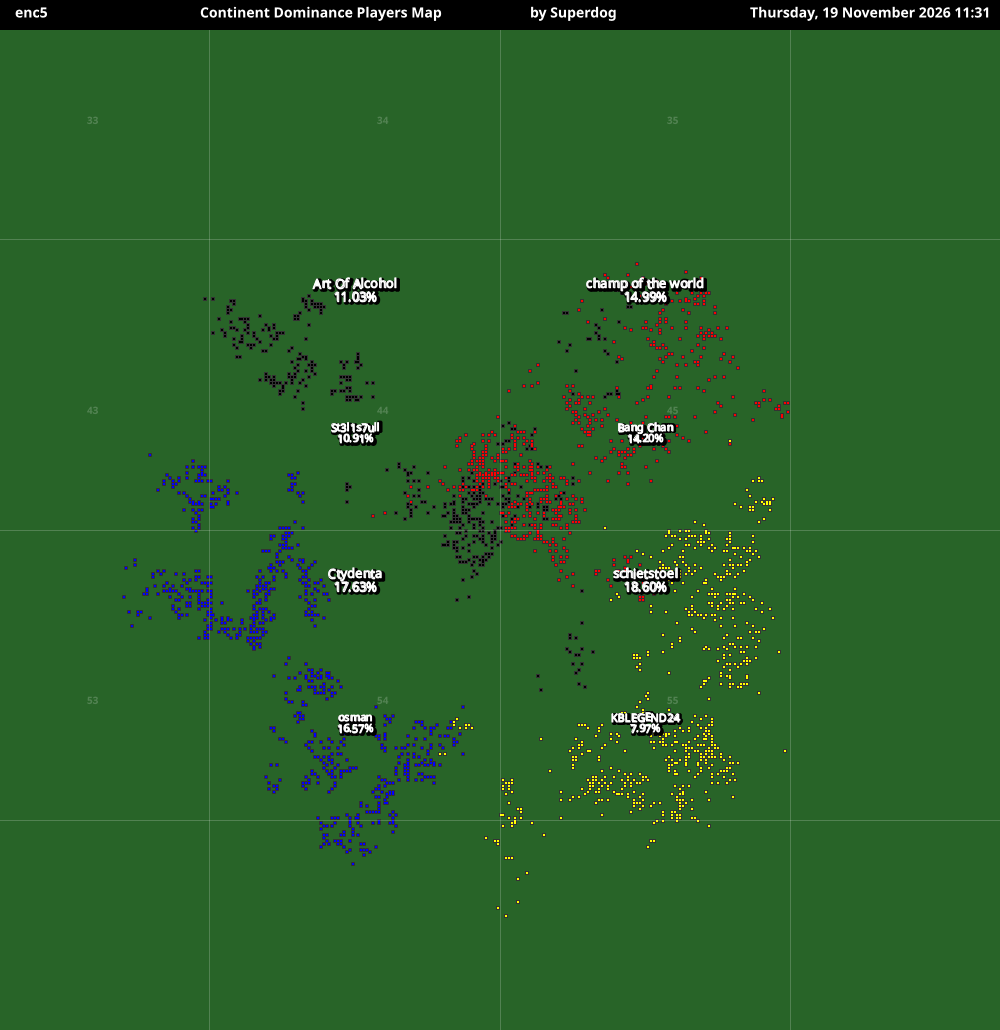 enc5 Continent Dominance Players Map by Superdog Thursday, 19 November 2026 11:31
33 34 35
Art Of Alcohol
11.03%
champ of the world
14.99%
43 44 45
St3l1s7ull
10.91%
Bang Chan
14.20%
Ctydenta
17.63%
schietstoel
18.60%
53 54 55
osman
16.57%
KBLEGEND24
7.97%